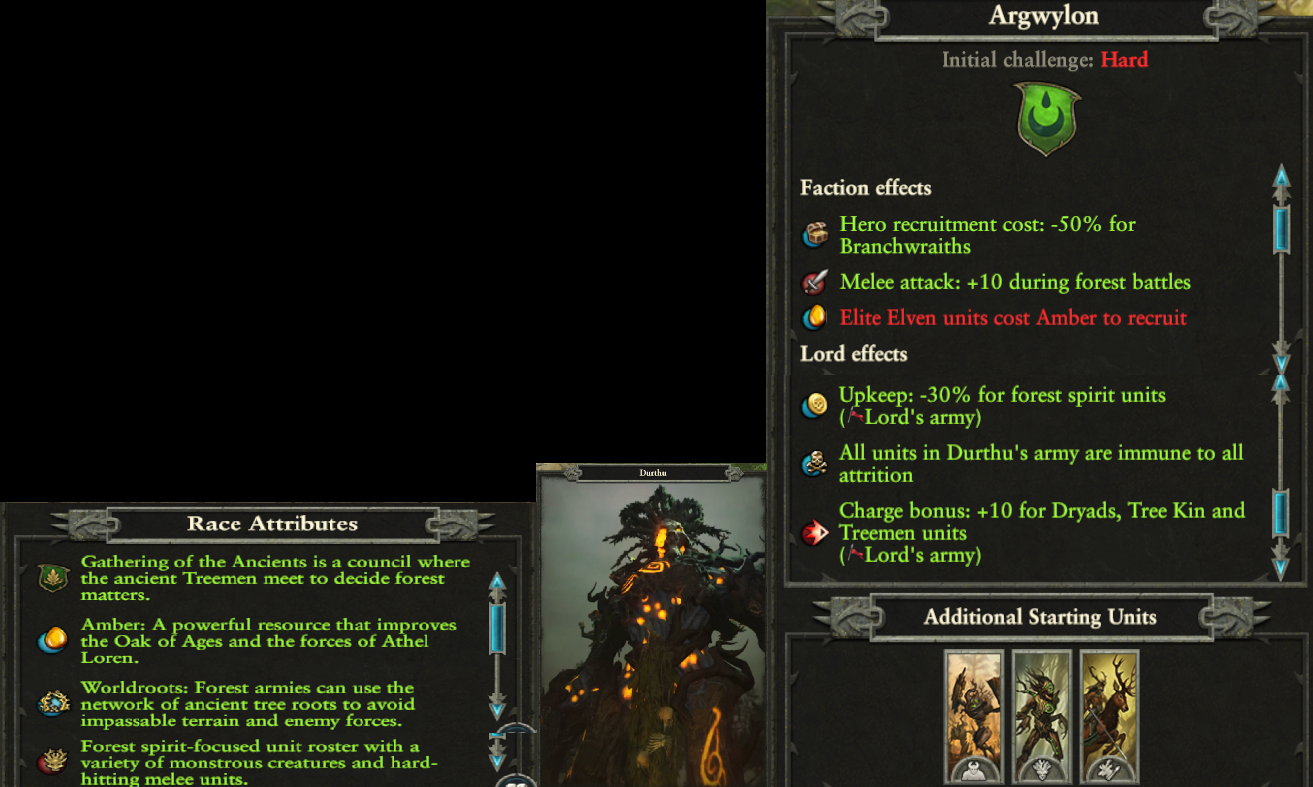 Argwylon
Initial challenge: Hard
Faction effects
Hero recruitment cost: -50% for
Branchwraiths
Melee attack: +10 during forest battles
Elite Elven units cost Amber to recruit
Lord effects
Upkeep: -30% for forest spirit units
(Lord's army)
All units in Durthu's army are immune to all
attrition
Charge bonus: +10 for Dryads, Tree Kin and
Treemen units
(Lord's army)
Additional Starting Units
Durthu
Race Attributes
Gathering of the Ancients is a council where
the ancient Treemen meet to decide forest
matters.
Amber: A powerful resource that improves
the Oak of Ages and the forces of Athel
Loren.
Worldroots: Forest armies can use the
network of ancient tree roots to avoid
impassable terrain and enemy forces.
Forest spirit-focused unit roster with a
variety of monstrous creatures and hard-
hitting melee units.